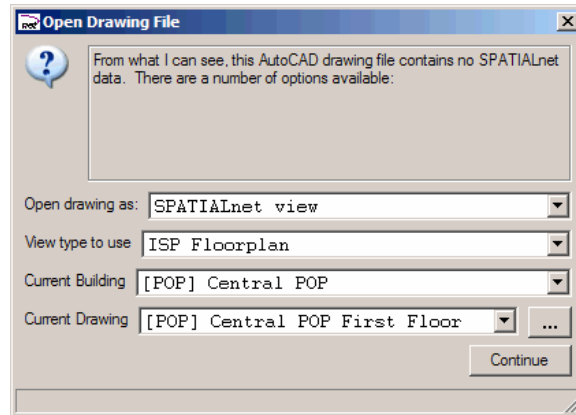 Open Drawing File
From what I can see, this AutoCAD drawing file contains no SPATIALnet
data. There are a number of options available:
Open drawing as: SPATIALnet view
View type to use ISP Floorplan
Current Building [POP] Central POP
Current Drawing [POP] Central POP First Floor ...
Continue